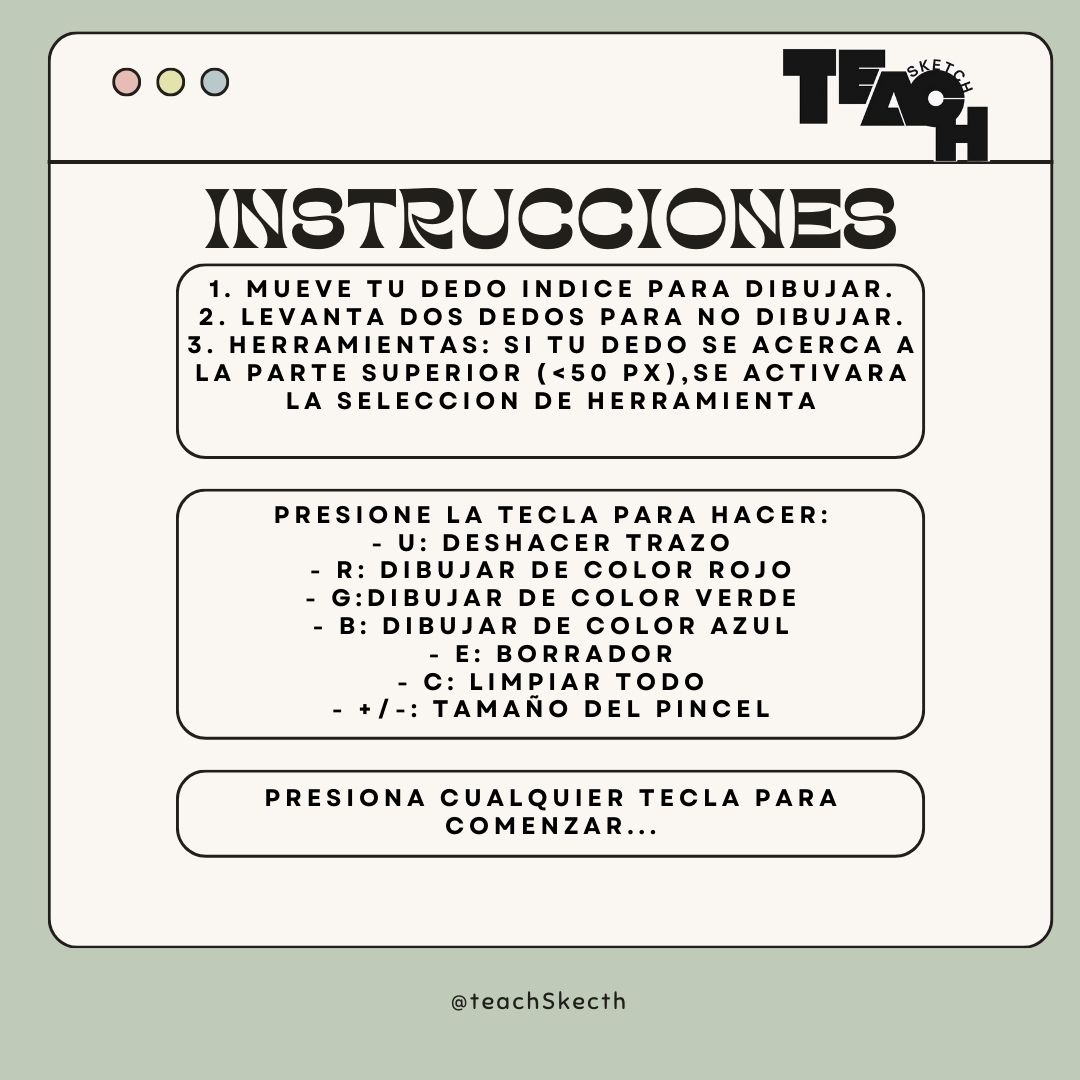 TEACH
SKETCH
INSTRUCCIONES
1. MUEVE TU DEDO INDICE PARA DIBUJAR.
2. LEVANTA DOS DEDOS PARA NO DIBUJAR.
3. HERRAMIENTAS: SI TU DEDO SE ACERCA A
LA PARTE SUPERIOR (<50 PX),SE ACTIVARA
LA SELECCION DE HERRAMIENTA
PRESIONE LA TECLA PARA HACER:
- U: DESHACER TRAZO
- R: DIBUJAR DE COLOR ROJO
- G:DIBUJAR DE COLOR VERDE
- B: DIBUJAR DE COLOR AZUL
- E: BORRADOR
- C: LIMPIAR TODO
- +/-: TAMAÑO DEL PINCEL
PRESIONA CUALQUIER TECLA PARA
COMENZAR...
@teachSkecth